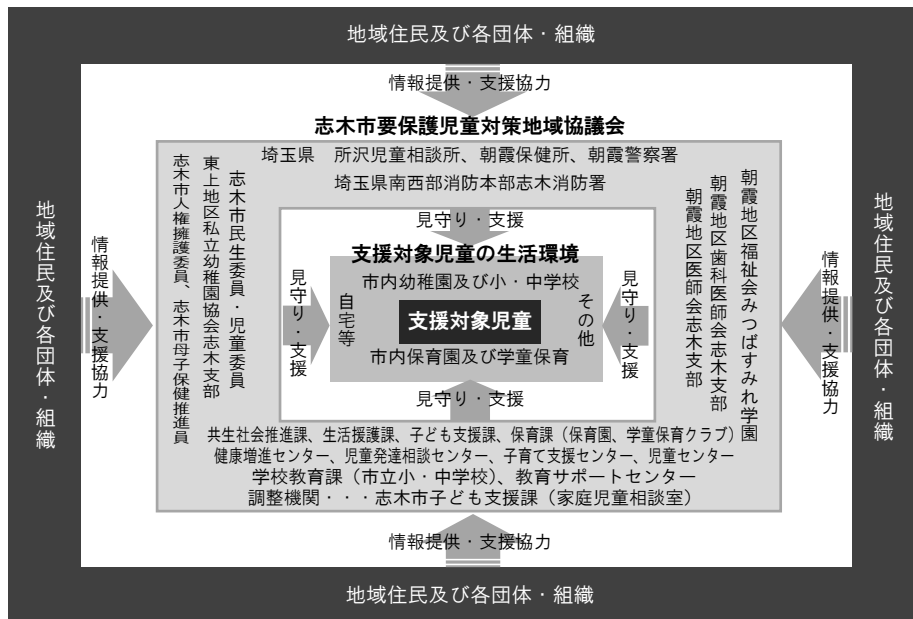 地域住民及び各団体・組織
情報提供・支援協力
志木市要保護児童対策地域協議会
埼玉県 所沢児童相談所、朝霞保健所、朝霞警察署
埼玉県南西部消防本部志木消防署
地域住民及び各団体・組織
情報提供・支援協力
志木市民生委員・児童委員
東上地区私立幼稚園協会志木支部
志木市人権擁護委員、志木市母子保健推進員
見守り・支援
支援対象児童の生活環境
見守り・支援
市内幼稚園及び小・中学校
自宅等
支援対象児童
その他
市内保育園及び学童保育
見守り・支援
見守り・支援
朝霞地区福祉会みつばすみれ学園
朝霞地区歯科医師会志木支部
朝霞地区医師会志木支部
情報提供・支援協力
地域住民及び各団体・組織
共生社会推進課、生活援護課、子ども支援課、保育課（保育園、学童保育クラブ）
健康増進センター、児童発達相談センター、子育て支援センター、児童センター
学校教育課（市立小・中学校）、教育サポートセンター
調整機関・・・志木市子ども支援課（家庭児童相談室）
情報提供・支援協力
地域住民及び各団体・組織